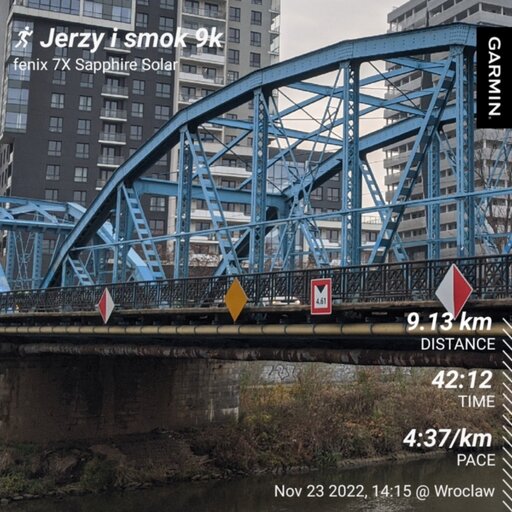 Jerzy i smok 9k
fenix 7X Sapphire Solar
GARMIN
4.61
9.13 km
DISTANCE
42:12
TIME
4:37/km
PACE
Nov 23 2022, 14:15 @ Wroclaw